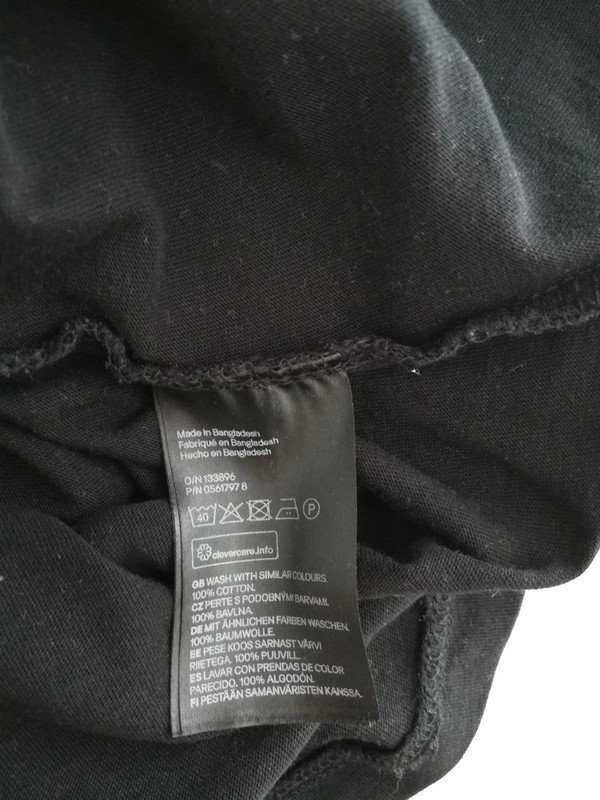 Made in Bangladesh
Fabriqué en Bangladesh
Hecho en Bangladesh
O/N 133896
P/N 0561797 8
40 P
clevercare.info
GB WASH WITH SIMILAR COLOURS.
100% COTTON.
CZ PERTE S PODOBNÝMI BARVAMI.
100% BAVLNA.
DE MIT ÄHNLICHEN FARBEN WASCHEN.
100% BAUMWOLLE.
EE PESE KOOS SARNAST VÄRVI
RIIETEGA. 100% PUUVILL.
ES LAVAR CON PRENDAS DE COLOR
PARECIDO. 100% ALGODÓN.
FI PESTÄÄN SAMANVÄRISTEN KANSSA.